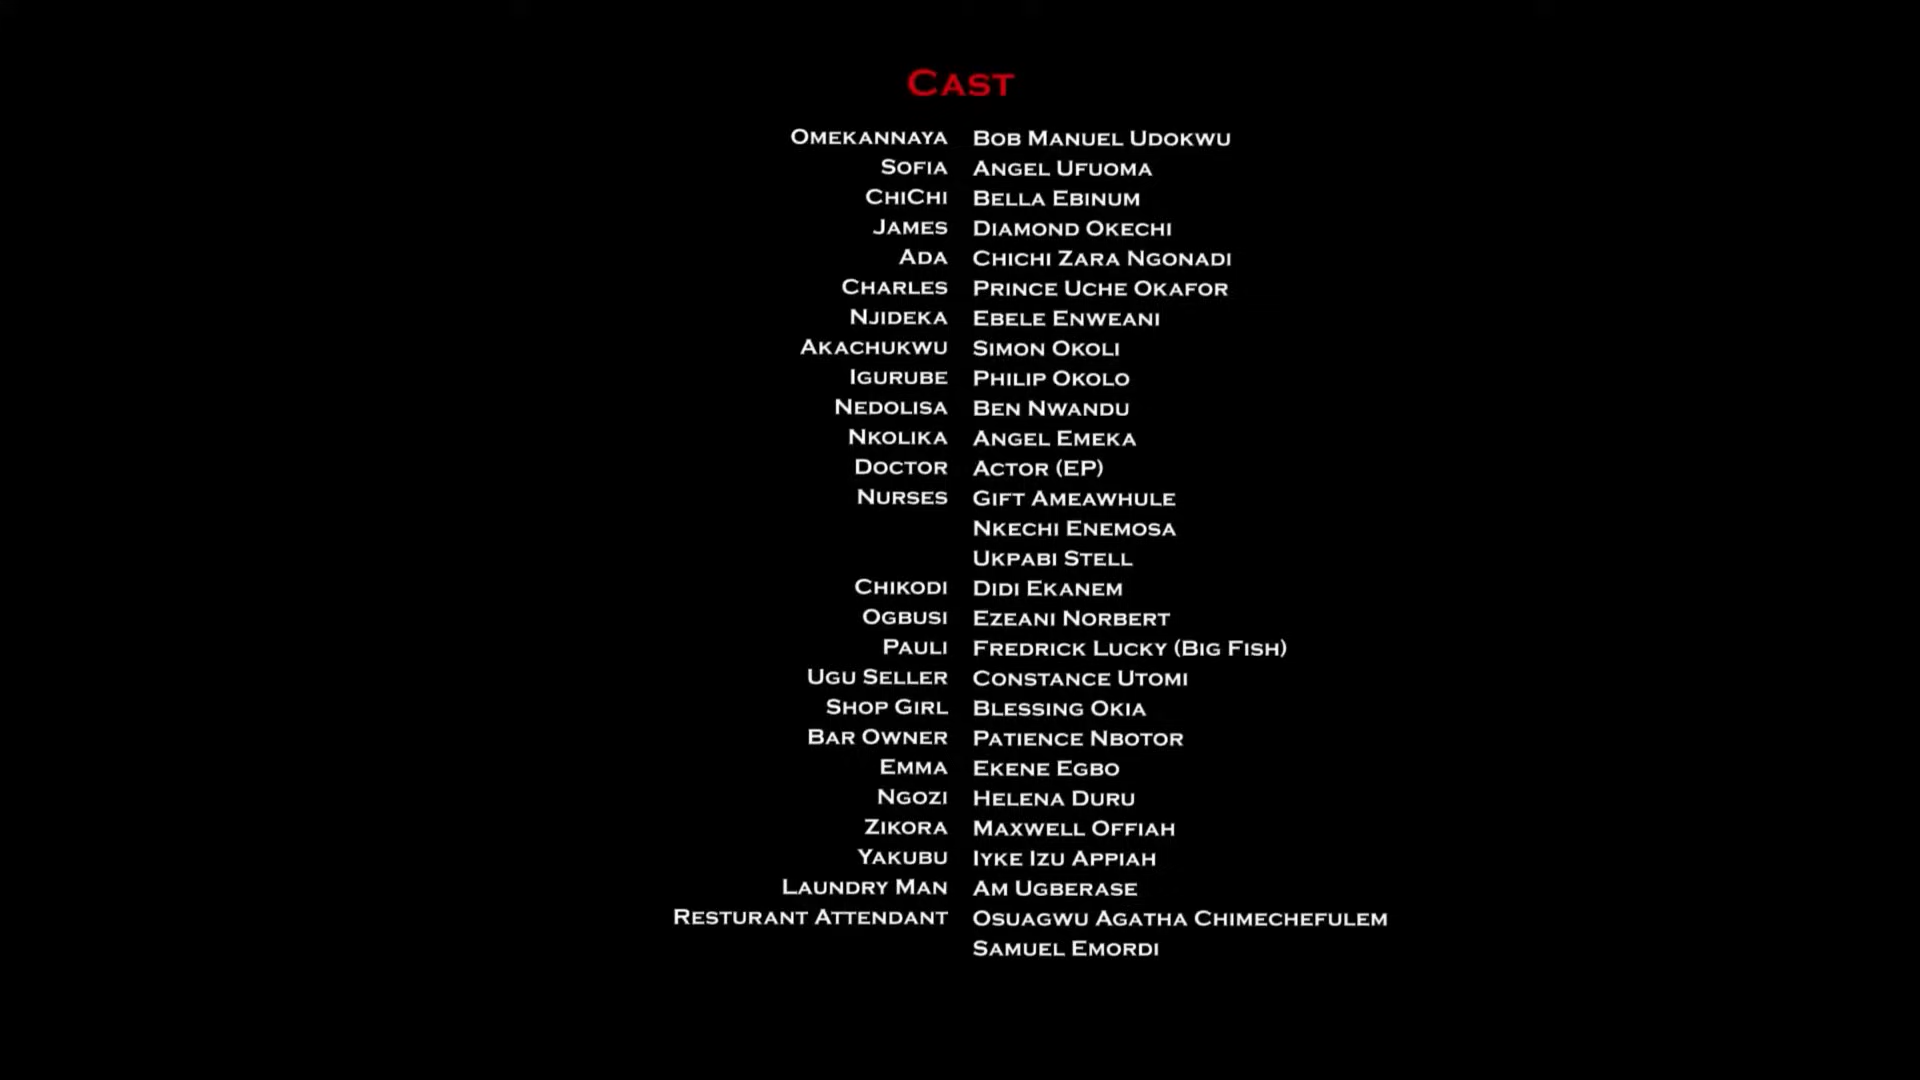 Cast
Omekannaya Bob Manuel Udokwu
Sofia Angel Ufuoma
ChiChi Bella Ebinum
James Diamond Okechi
Ada Chichi Zara Ngonadi
Charles Prince Uche Okafor
Njideka Ebele Enweani
Akachukwu Simon Okoli
Igurube Philip Okolo
Nedolisa Ben Nwandu
Nkolika Angel Emeka
Doctor Actor (EP)
Nurses Gift Ameawhule
Nkechi Enemosa
Ukpabi Stell
Chikodi Didi Ekanem
Ogbusi Ezeani Norbert
Pauli Fredrick Lucky (Big Fish)
Ugu Seller Constance Utomi
Shop Girl Blessing Okia
Bar Owner Patience Nbotor
Emma Ekene Egbo
Ngozi Helena Duru
Zikora Maxwell Offiah
Yakubu Iyke Izu Appiah
Laundry Man Am Ugberase
Resturant Attendant Osuagwu Agatha Chimechefulem
Samuel Emordi